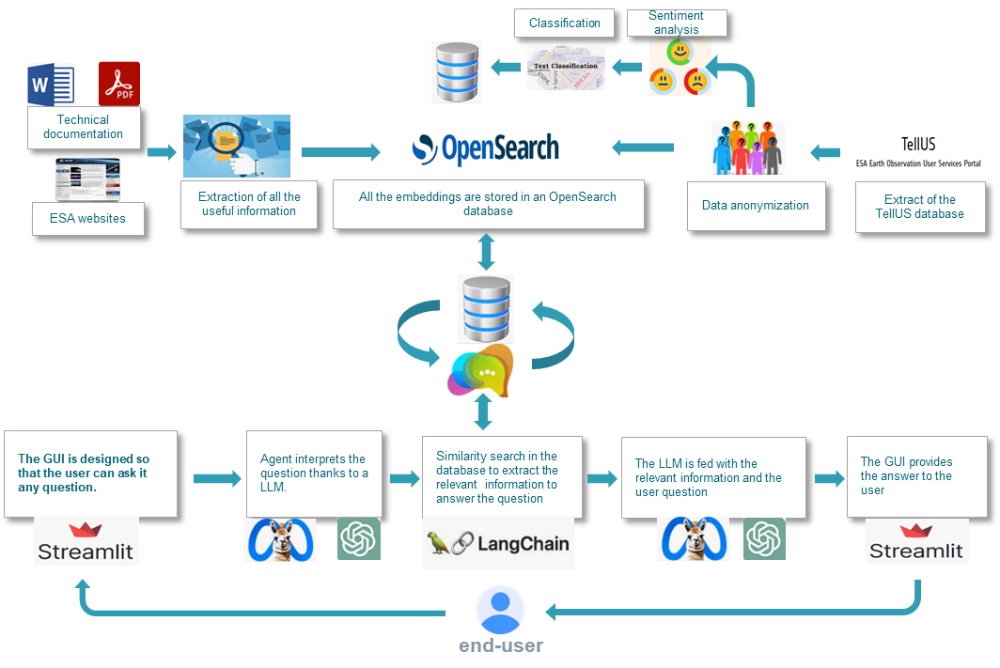 Classification
Sentiment
analysis
Text Classification
W
PDF
Technical
documentation
OpenSearch
TellUS
ESA Earth Observation User Services Portal
ESA websites
Extraction of all the
useful information
All the embeddings are stored in an OpenSearch
database
Data anonymization
Extract of the
TellUS database
The GUI is designed so
that the user can ask it
any question.
Agent interprets the
question thanks to a
LLM.
Similarity search in the
database to extract the
relevant information to
answer the question
The LLM is fed with the
relevant information and the
user question
The GUI provides
the answer to the
user
Streamlit
LangChain
Streamlit
end-user